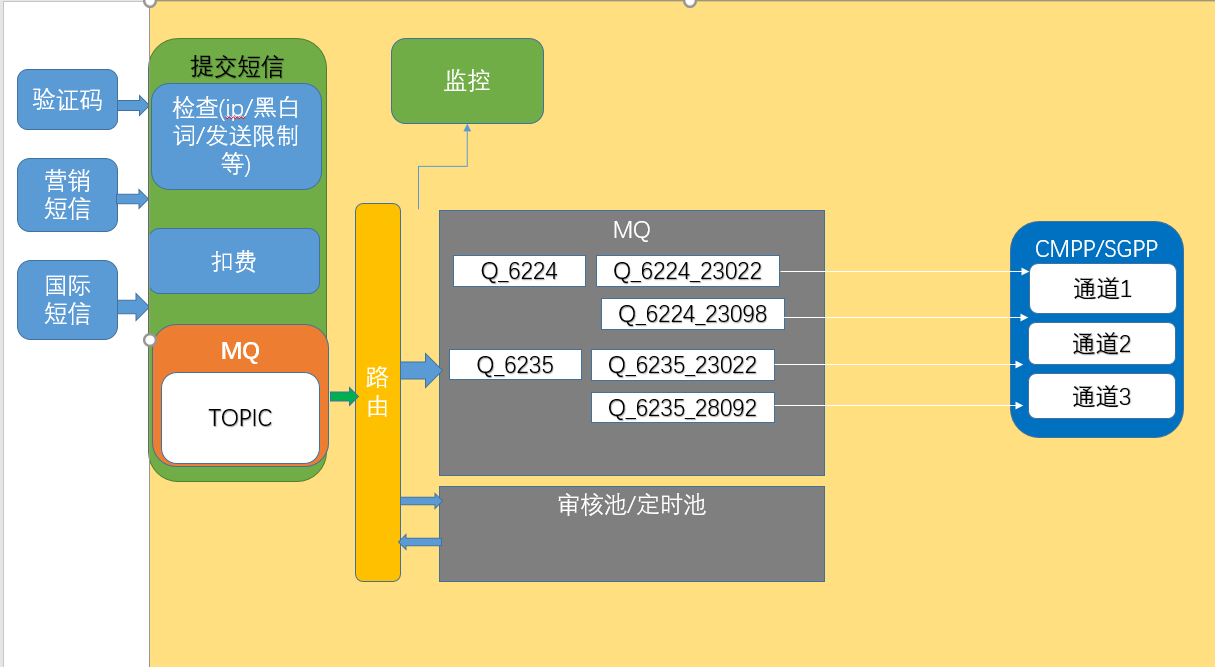 验证码
营销
短信
国际
短信
提交短信
检查(ip/黑白
词/发送限制
等)
扣费
MQ
TOPIC
路
由
监控
MQ
Q_6224
Q_6224_23022
Q_6224_23098
Q_6235
Q_6235_23022
Q_6235_28092
审核池/定时池
CMPP/SGPP
通道1
通道2
通道3